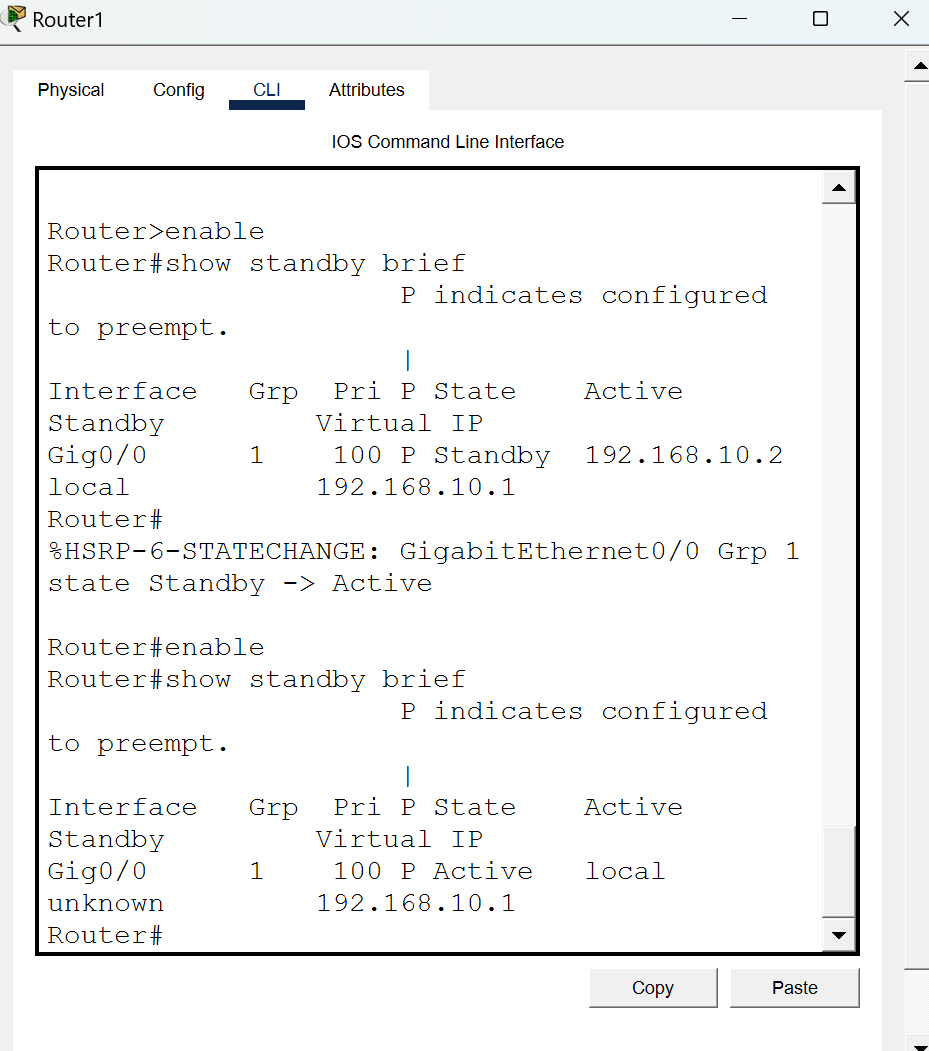 Router1
Physical Config CLI Attributes
IOS Command Line Interface
Router>enable
Router#show standby brief
                     P indicates configured
to preempt.
                     |
Interface   Grp  Pri P State    Active
Standby         Virtual IP
Gig0/0      1    100 P Standby  192.168.10.2
local           192.168.10.1
Router#
%HSRP-6-STATECHANGE: GigabitEthernet0/0 Grp 1
state Standby -> Active
Router#enable
Router#show standby brief
                     P indicates configured
to preempt.
                     |
Interface   Grp  Pri P State    Active
Standby         Virtual IP
Gig0/0      1    100 P Active   local
unknown         192.168.10.1
Router#
Copy Paste